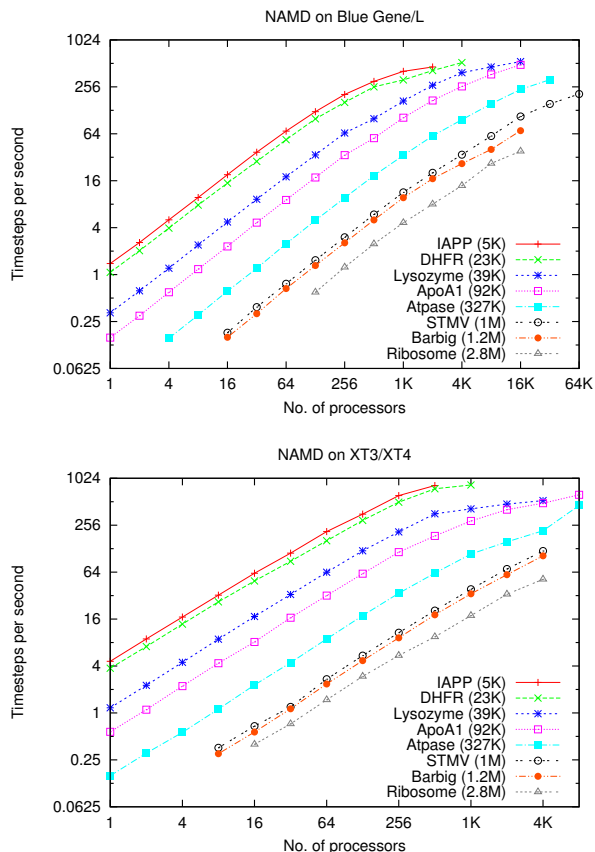 NAMD on Blue Gene/L
Timesteps per second
1024
256
64
16
4
1
0.25
0.0625
IAPP (5K)
DHFR (23K)
Lysozyme (39K)
ApoA1 (92K)
Atpase (327K)
STMV (1M)
Barbig (1.2M)
Ribosome (2.8M)
1 4 16 64 256 1K 4K 16K 64K
No. of processors
NAMD on XT3/XT4
Timesteps per second
1024
256
64
16
4
1
0.25
0.0625
IAPP (5K)
DHFR (23K)
Lysozyme (39K)
ApoA1 (92K)
Atpase (327K)
STMV (1M)
Barbig (1.2M)
Ribosome (2.8M)
1 4 16 64 256 1K 4K
No. of processors